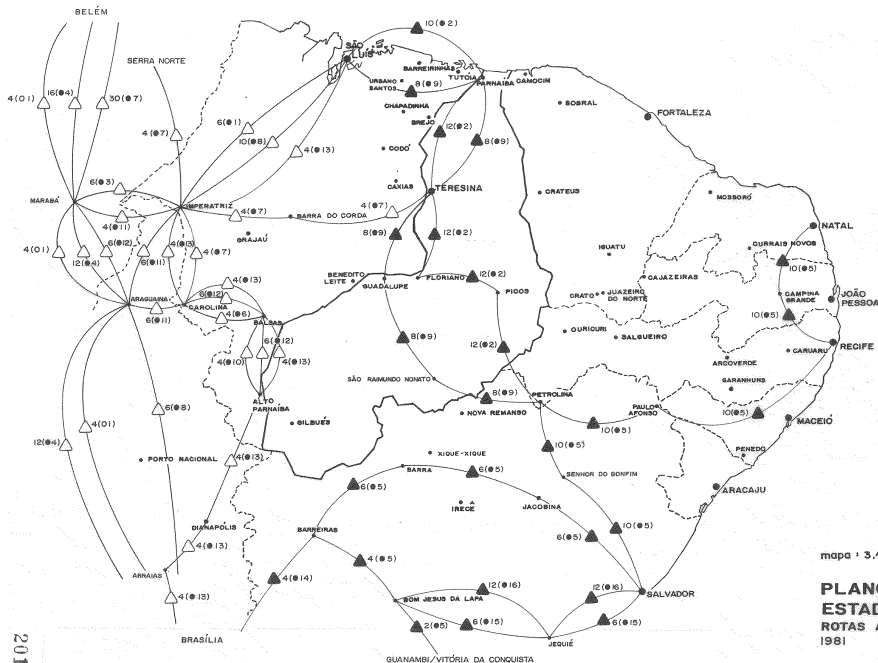 BELÉM
10(●2)
SERRA NORTE
SÃO
LUÍS
BARREIRINHAS
TUTOIA
PARNAÍBA
CAMOCIM
URBANO
SANTOS
8(●9)
CHAPADINHA
SOBRAL
FORTALEZA
4(O1)
16(●4)
30(●7)
BREJO
4(●7)
6(●1)
10(●8)
12(●2)
8(●9)
CODÓ
4(●13)
6(●3)
CAXIAS
TERESINA
CRATEUS
MOSSORÓ
MARABÁ
IMPERATRIZ
4(●7)
4(●7)
4(●11)
BARRA DO CORDA
NATAL
GRAJAÚ
8(●9)
12(●2)
CURRAIS NOVOS
4(O1)
12(●4)
6(●12)
6(●11)
4(●13)
4(●7)
IGUATU
10(●5)
BENEDITO
LEITE
GUADALUPE
FLORIANO
12(●2)
CAJAZEIRAS
4(●13)
6(●12)
PICOS
CRATO
JUAZEIRO
DO NORTE
CAMPINA
GRANDE
JOÃO
PESSOA
ARAGUAINA
CAROLINA
6(●11)
4(●6)
BALSAS
10(●5)
OURICURI
SALGUEIRO
RECIFE
8(●9)
12(●2)
6(●12)
4(●10)
4(●13)
CARUARU
ARCOVERDE
SÃO RAIMUNDO NONATO
GARANHUNS
ALTO
PARNAÍBA
8(●9)
PETROLINA
6(●8)
NOVA REMANSO
PAULO
AFONSO
10(●5)
MACEIÓ
GILBUÉS
10(●5)
4(O1)
12(●4)
10(●5)
PENEDO
PORTO NACIONAL
4(●13)
XIQUE-XIQUE
BARRA
6(●5)
SENHOR DO BONFIM
6(●5)
ARACAJU
IRECE
JACOBINA
DIANÁPOLIS
BARREIRAS
10(●5)
6(●5)
4(●13)
4(●5)
mapa : 3.4
ARRAIAS
4(●14)
12(●16)
12(●16)
SALVADOR
PLANO
ESTAD
4(●13)
BOM JESUS DA LAPA
ROTAS A
2(●5)
6(●15)
6(●15)
1981
BRASÍLIA
JEQUIÉ
201
GUANAMBI/VITÓRIA DA CONQUISTA